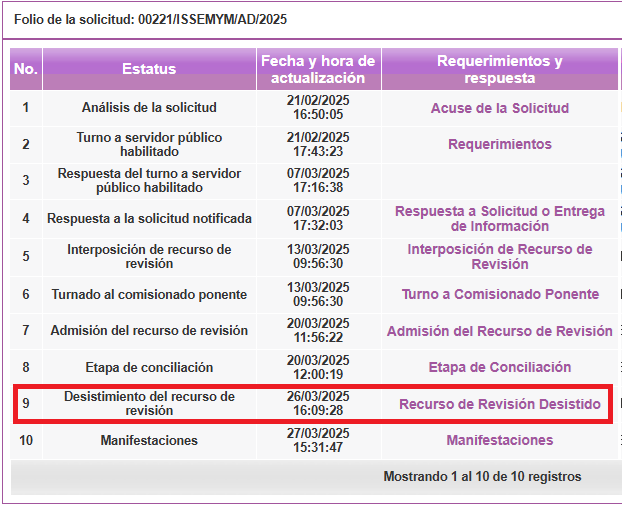 Folio de la solicitud: 00221/ISSEMYM/AD/2025
No. Estatus Fecha y hora de actualización Requerimientos y respuesta
1 Análisis de la solicitud 21/02/2025 16:50:05 Acuse de la Solicitud
2 Turno a servidor público habilitado 21/02/2025 17:43:23 Requerimientos
3 Respuesta del turno a servidor público habilitado 07/03/2025 17:16:38
4 Respuesta a la solicitud notificada 07/03/2025 17:32:03 Respuesta a Solicitud o Entrega de Información
5 Interposición de recurso de revisión 13/03/2025 09:56:30 Interposición de Recurso de Revisión
6 Turnado al comisionado ponente 13/03/2025 09:56:30 Turno a Comisionado Ponente
7 Admisión del recurso de revisión 20/03/2025 11:56:22 Admisión del Recurso de Revisión
8 Etapa de conciliación 20/03/2025 12:00:19 Etapa de Conciliación
9 Desistimiento del recurso de revisión 26/03/2025 16:09:28 Recurso de Revisión Desistido
10 Manifestaciones 27/03/2025 15:31:47 Manifestaciones
Mostrando 1 al 10 de 10 registros